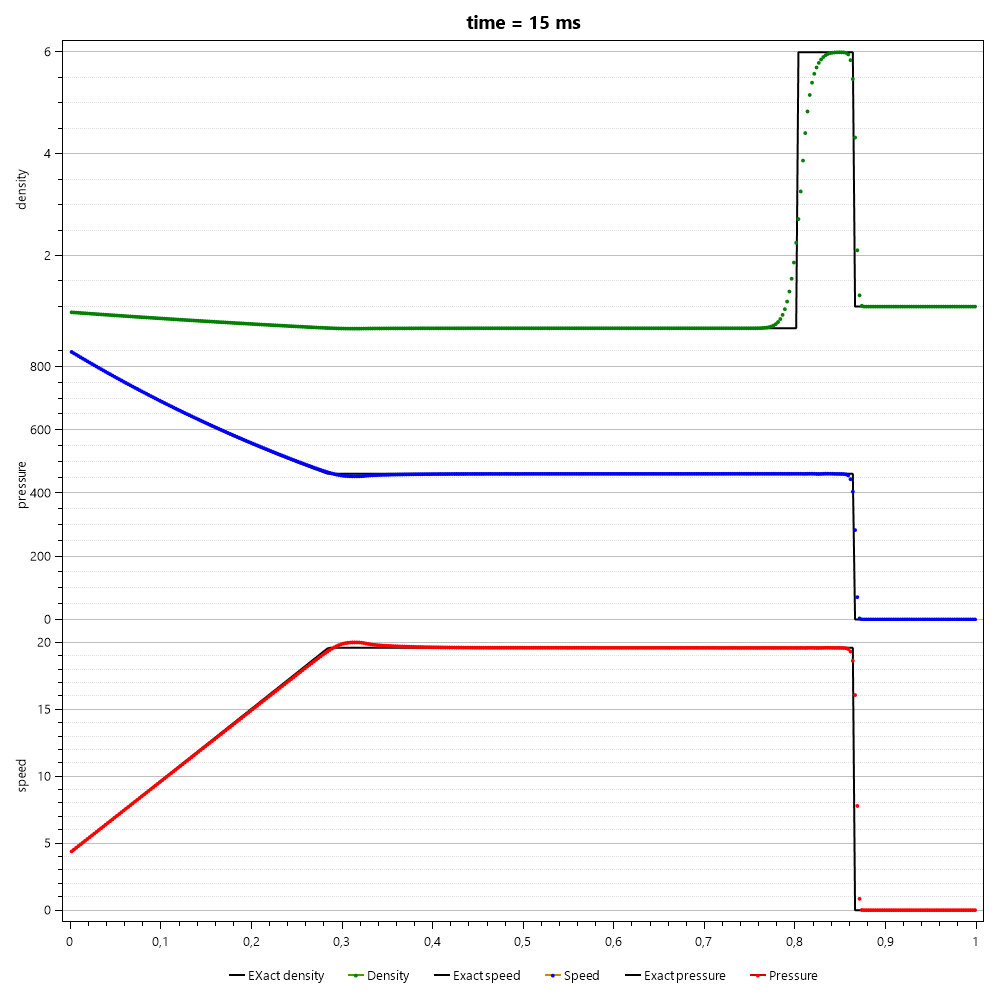 time = 15 ms
6
4
2
density
800
600
400
200
0
pressure
20
15
10
5
0
speed
0 0,1 0,2 0,3 0,4 0,5 0,6 0,7 0,8 0,9 1
EXact density Density Exact speed Speed Exact pressure Pressure